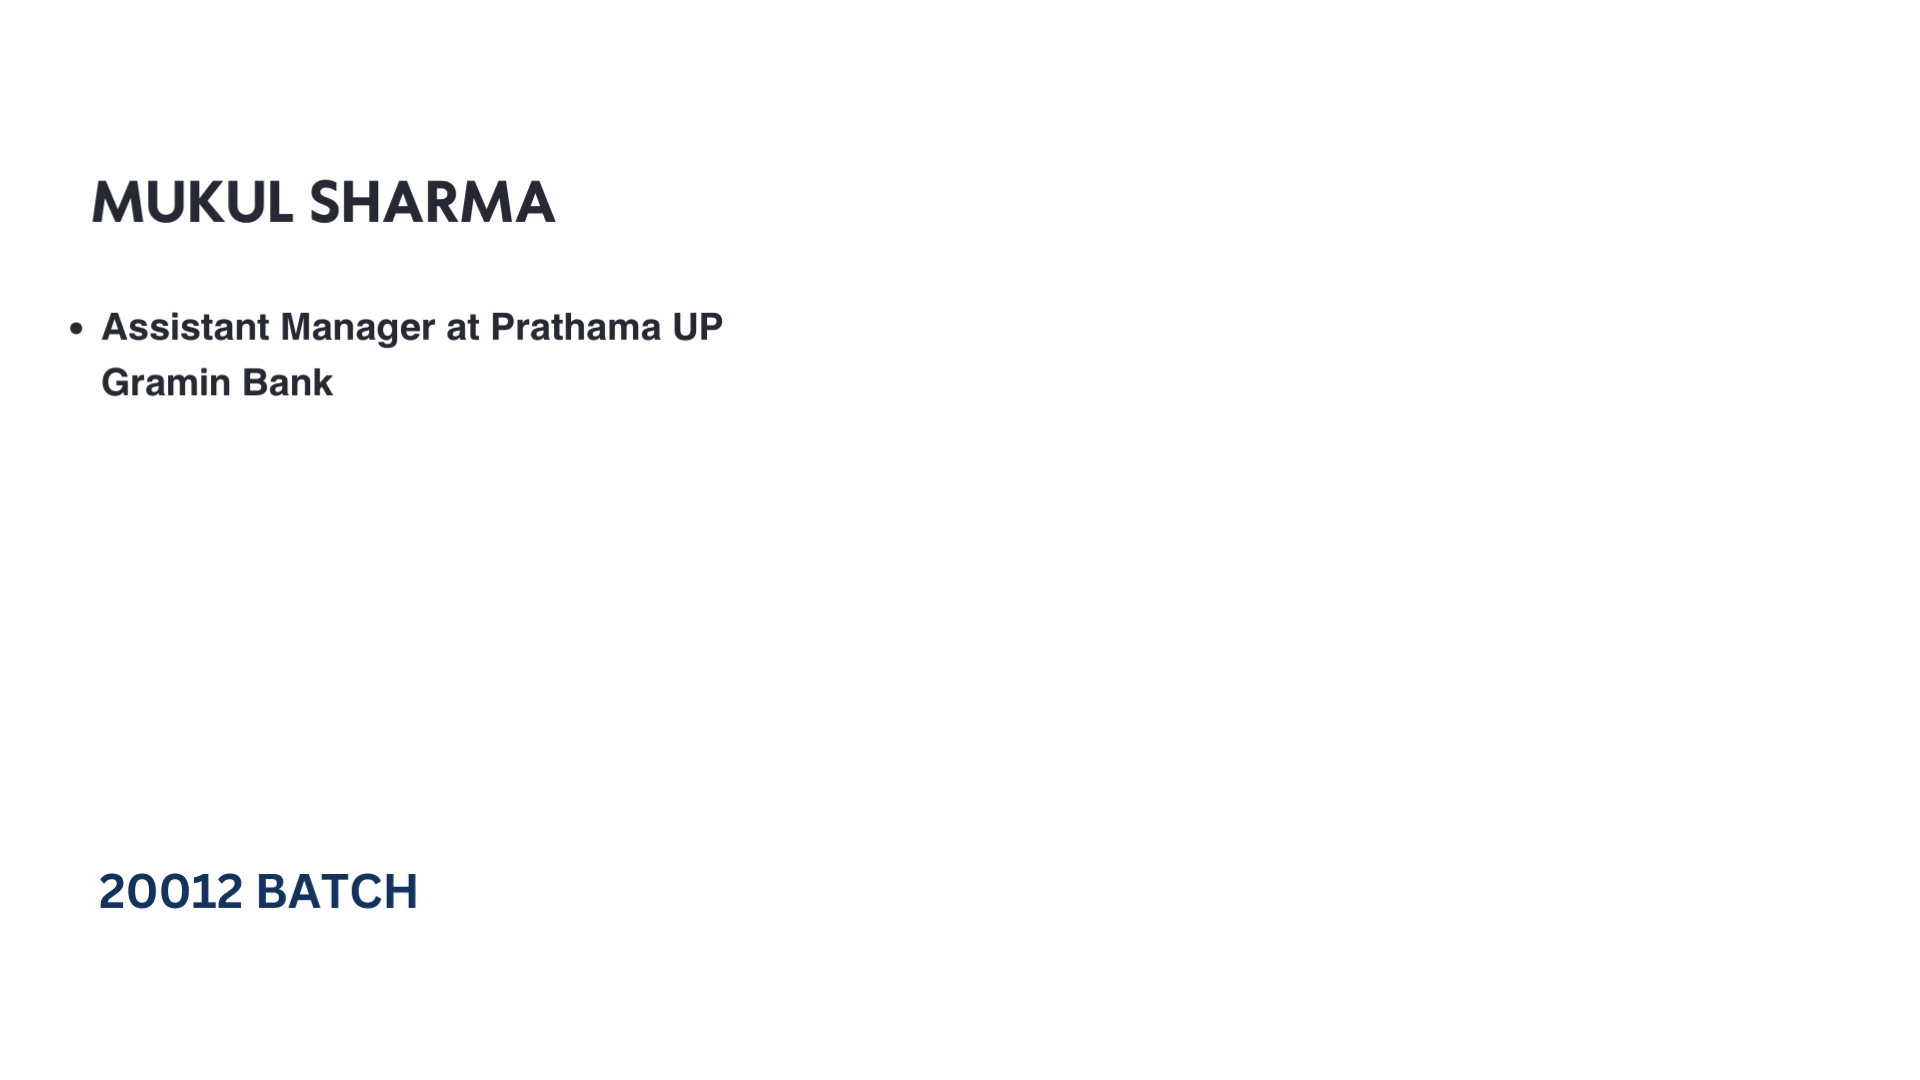 MUKUL SHARMA
• Assistant Manager at Prathama UP
Gramin Bank
20012 BATCH